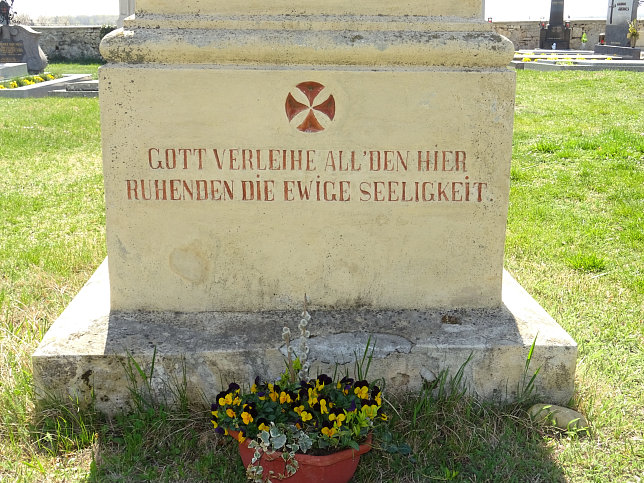 GOTT VERLEIHE ALL'DEN HIER
RUHENDEN DIE EWIGE SEELIGKEIT.